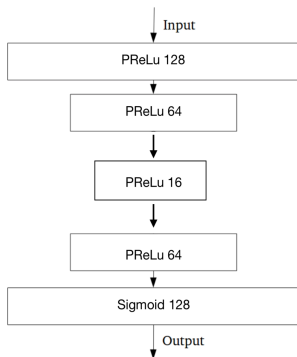 Input
PReLu 128
PReLu 64
PReLu 16
PReLu 64
Sigmoid 128
Output